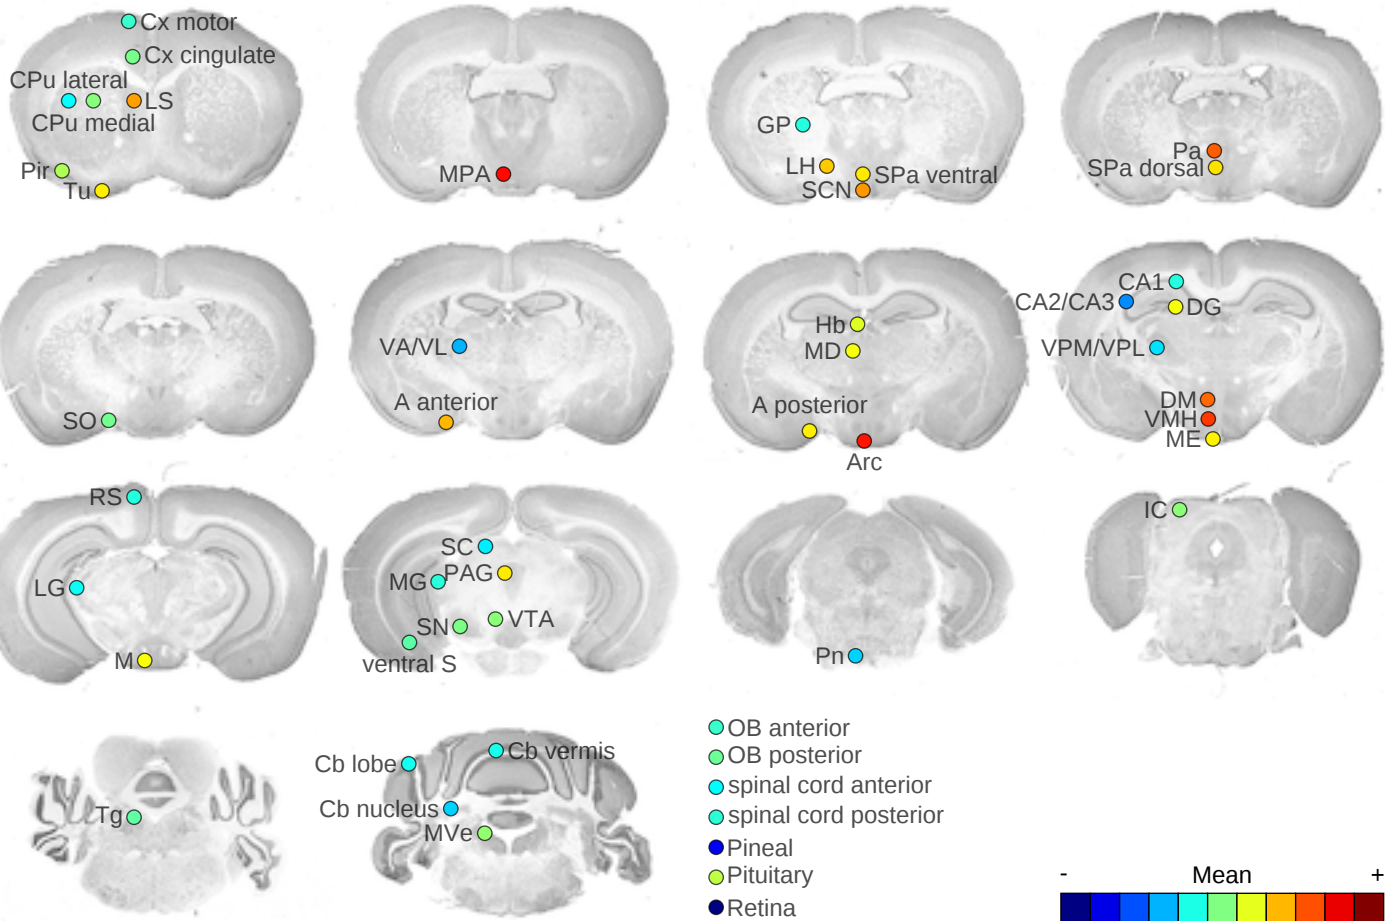 Cx motor
Cx cingulate
CPu lateral
LS
CPu medial
Pir
Tu
MPA
GP
LH
SPa ventral
SCN
Pa
SPa dorsal
SO
VA/VL
A anterior
Hb
MD
A posterior
Arc
CA1
CA2/CA3
DG
VPM/VPL
DM
VMH
ME
RS
LG
M
SC
MG
PAG
SN
VTA
ventral S
Pn
IC
Tg
Cb lobe
Cb vermis
Cb nucleus
MVe
OB anterior
OB posterior
spinal cord anterior
spinal cord posterior
Pineal
Pituitary
Retina
- Mean +